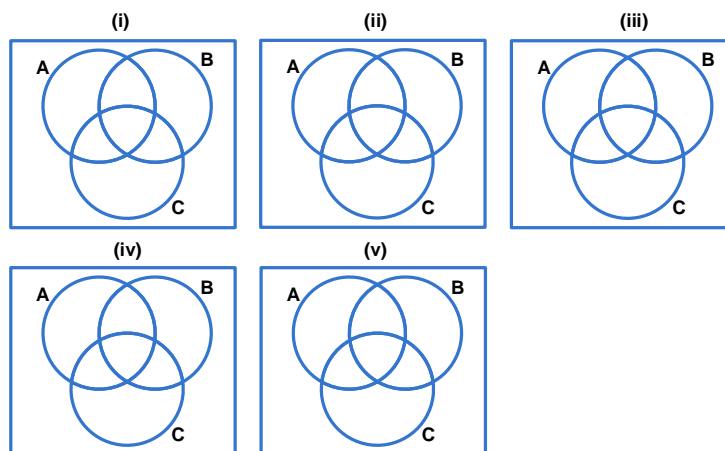 (i) (ii) (iii)
A B A B A B
C C C
(iv) (v)
A B A B
C C